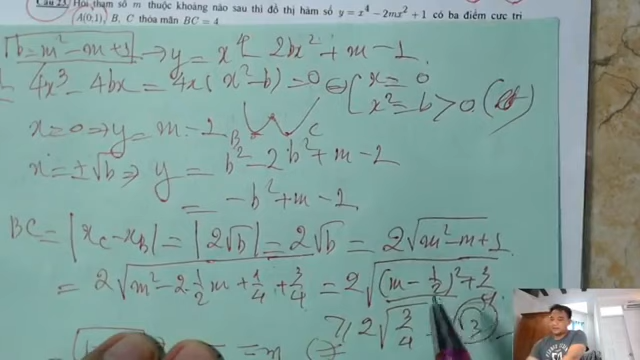 Câu 23. Hỏi tham số m thuộc khoảng nào sau thì đồ thị hàm số y = x⁴ - 2mx² + 1 có ba điểm cực trị
A(0;1), B, C thỏa mãn BC = 4
b = m² - m + 1 → y = x⁴ - 2bx² + m - 1
4x³ - 4bx = 4x(x² - b) = 0 ⇔ [ x = 0
x² = b > 0
x = 0 ⇒ y = m - 2 B C
x = ±√b ⇒ y = b² - 2b² + m - 2
= -b² + m - 2
BC = |x_C - x_B| = |2√b| = 2√b = 2√(m² - m + 1)
= 2√(m² - 2·½m + ¼ + ¾) = 2√((m - ½)² + ¾)
⩾ 2√(3/4)
= m